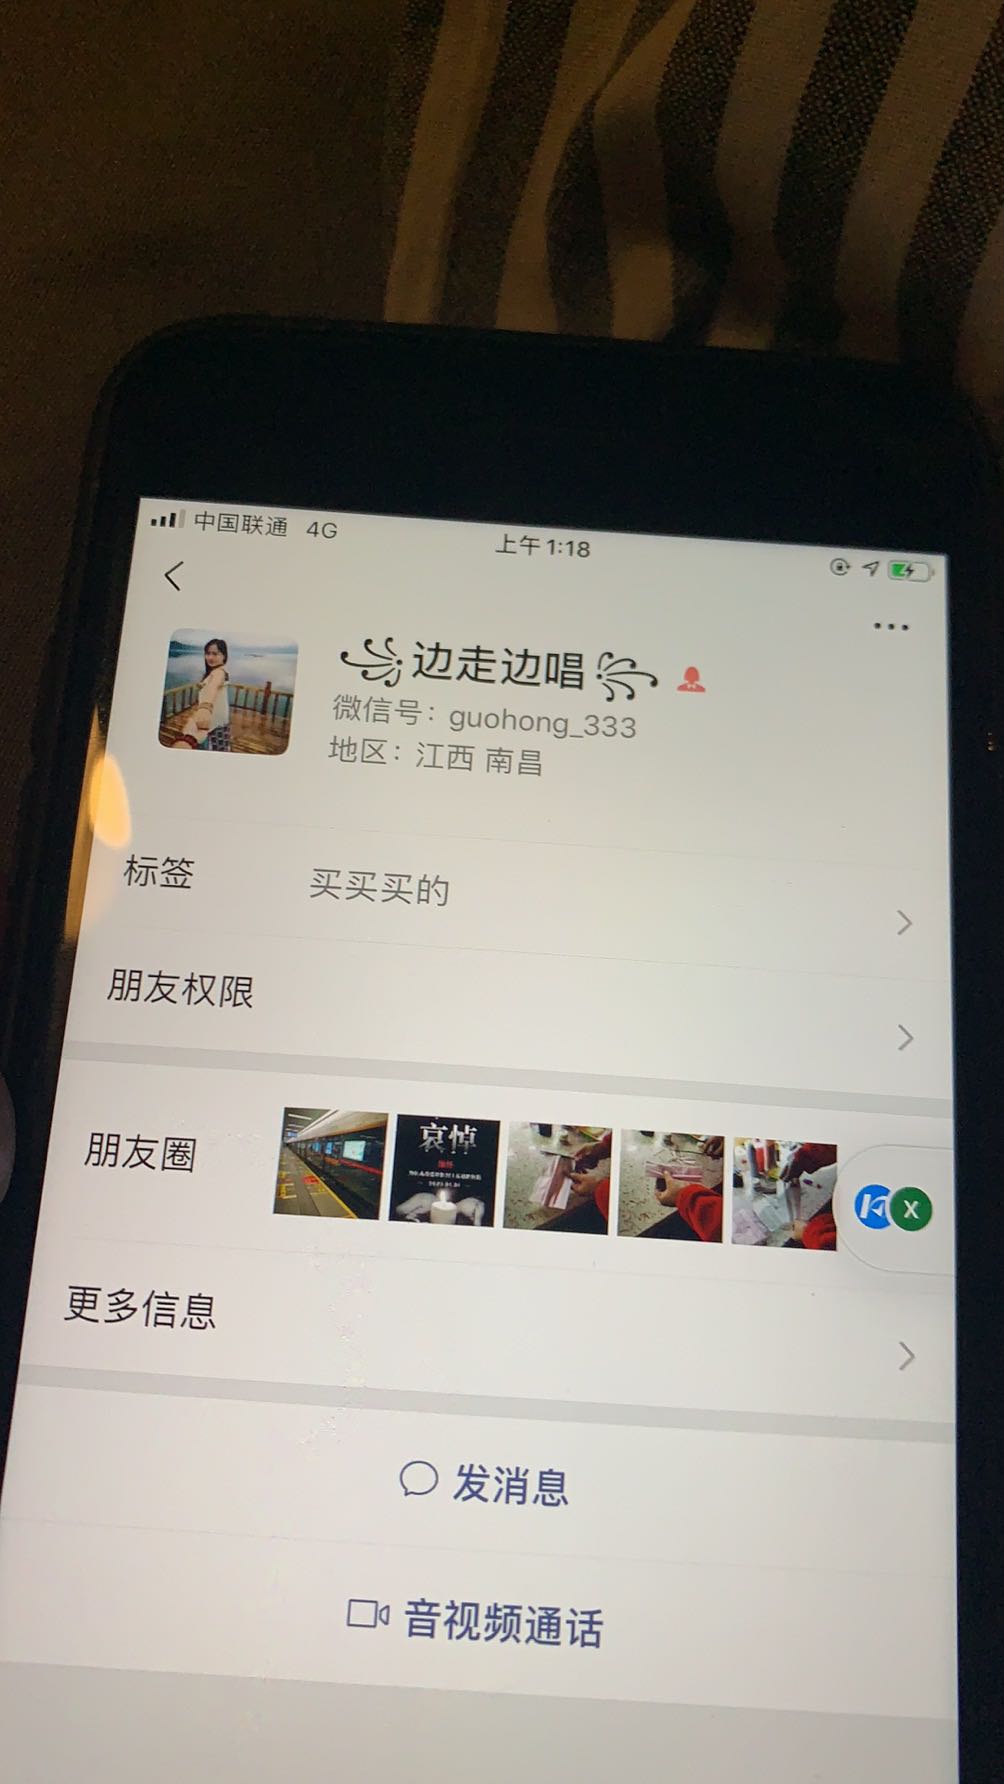 中国联通 4G
上午1:18
边走边唱
微信号：guohong_333
地区：江西 南昌
标签 买买买的
朋友权限
朋友圈
哀悼
X
更多信息
发消息
音视频通话